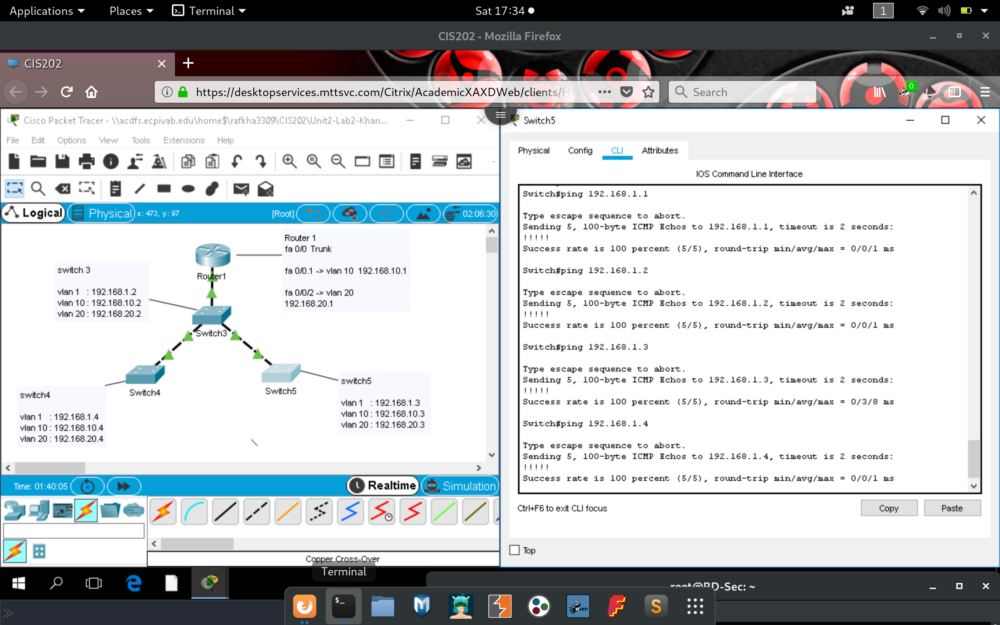 Applications
Places
Terminal
Sat 17:34
1
CIS202 - Mozilla Firefox
CIS202
0
https://desktopservices.mttsvc.com/Citrix/AcademicXAXDWeb/clients/H
Search
Cisco Packet Tracer - \\acdfs.ecpivab.edu\home$\rafkha3309\CIS202\Unit2-Lab2-Khan...
File Edit Options View Tools Extensions Help
Logical
Physical
x: 473, y: 97
[Root]
02:06:30
Router 1
fa 0/0 Trunk
fa 0/0.1 -> vlan 10 192.168.10.1
fa 0/0/2 -> vlan 20
192.168.20.1
Router1
switch 3
vlan 1 : 192.168.1.2
vlan 10 : 192.168.10.2
vlan 20 : 192.168.20.2
Switch3
Switch4
Switch5
switch4
vlan 1 : 192.168.1.4
vlan 10 : 192.168.10.4
vlan 20 : 192.168.20.4
switch5
vlan 1 : 192.168.1.3
vlan 10 : 192.168.10.3
vlan 20 : 192.168.20.3
Time: 01:40:05
Realtime
Simulation
Copper Cross-Over
Switch5
Physical Config CLI Attributes
IOS Command Line Interface
Switch#ping 192.168.1.1
Type escape sequence to abort.
Sending 5, 100-byte ICMP Echos to 192.168.1.1, timeout is 2 seconds:
!!!!!
Success rate is 100 percent (5/5), round-trip min/avg/max = 0/0/1 ms
Switch#ping 192.168.1.2
Type escape sequence to abort.
Sending 5, 100-byte ICMP Echos to 192.168.1.2, timeout is 2 seconds:
!!!!!
Success rate is 100 percent (5/5), round-trip min/avg/max = 0/0/1 ms
Switch#ping 192.168.1.3
Type escape sequence to abort.
Sending 5, 100-byte ICMP Echos to 192.168.1.3, timeout is 2 seconds:
!!!!!
Success rate is 100 percent (5/5), round-trip min/avg/max = 0/3/8 ms
Switch#ping 192.168.1.4
Type escape sequence to abort.
Sending 5, 100-byte ICMP Echos to 192.168.1.4, timeout is 2 seconds:
!!!!!
Success rate is 100 percent (5/5), round-trip min/avg/max = 0/0/1 ms
Ctrl+F6 to exit CLI focus
Copy
Paste
Top
Terminal
root@BD-Sec: ~
$_
BeEF
S